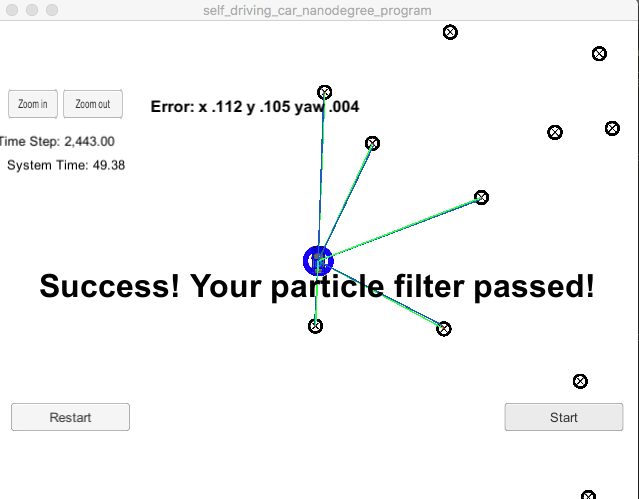 self_driving_car_nanodegree_program
Zoom in
Zoom out
Error: x .112 y .105 yaw .004
Time Step: 2,443.00
System Time: 49.38
Success! Your particle filter passed!
Restart
Start